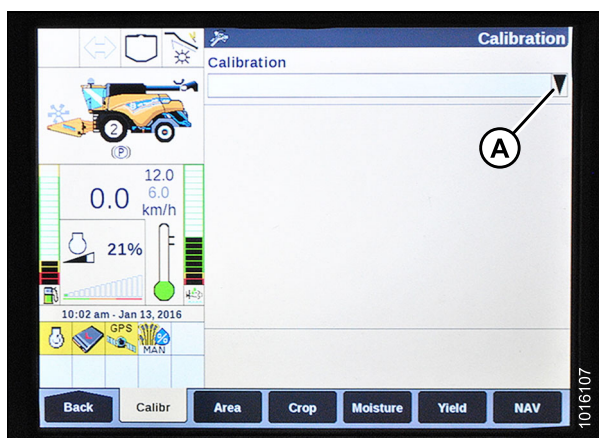 Calibration
Calibration
A
2
(P)
12.0
0.0 6.0
km/h
21%
10:02 am - Jan 13, 2016
GPS
%
MAN
Back Calibr Area Crop Moisture Yield NAV
1016107